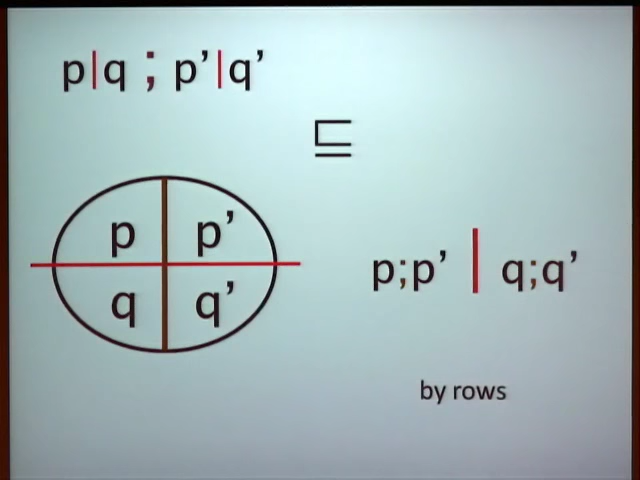 p|q ; p’|q’
⊑
p p’
q q’
p;p’ | q;q’
by rows